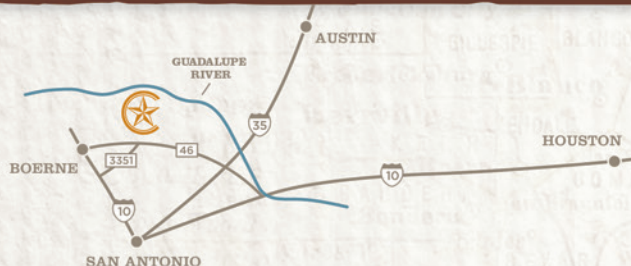 AUSTIN
GUADALUPE
RIVER
35
HOUSTON
46
3351
BOERNE
10
10
SAN ANTONIO